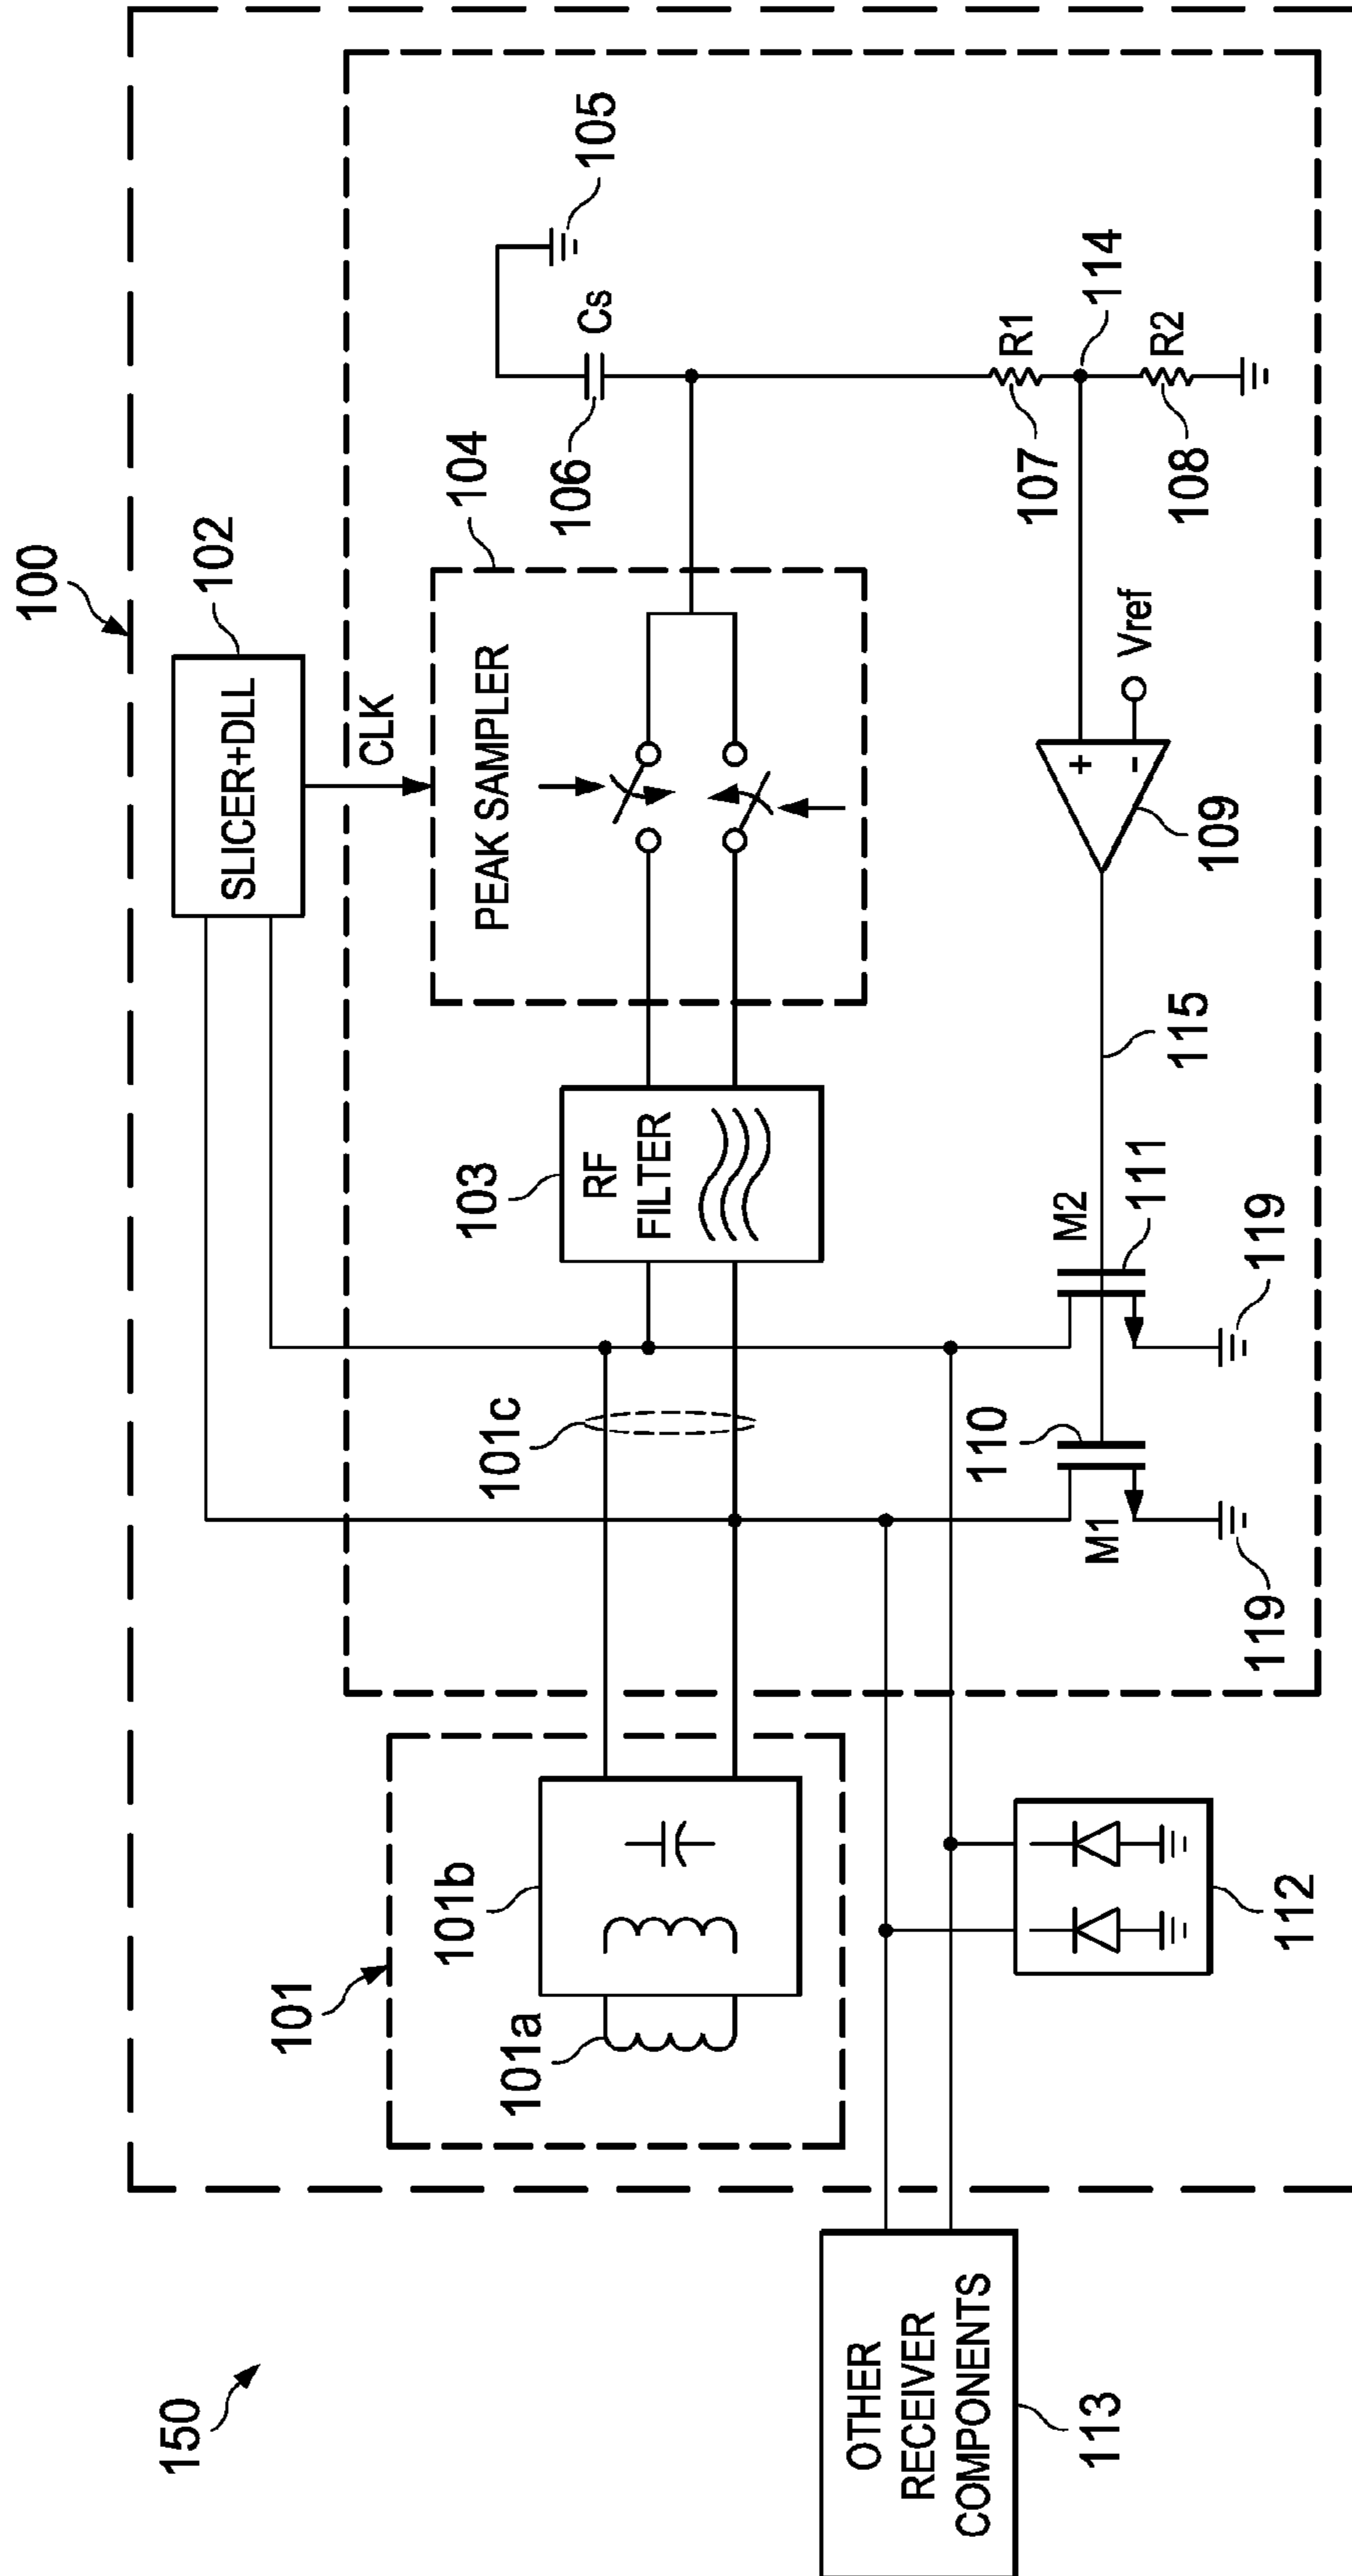 150
100
101
101a
101b
101c
SLICER+DLL
102
CLK
103
RF
FILTER
104
PEAK SAMPLER
105
106
Cs
107
R1
114
108
R2
109
+
-
Vref
115
M2
111
119
110
M1
119
112
OTHER
RECEIVER
COMPONENTS
113